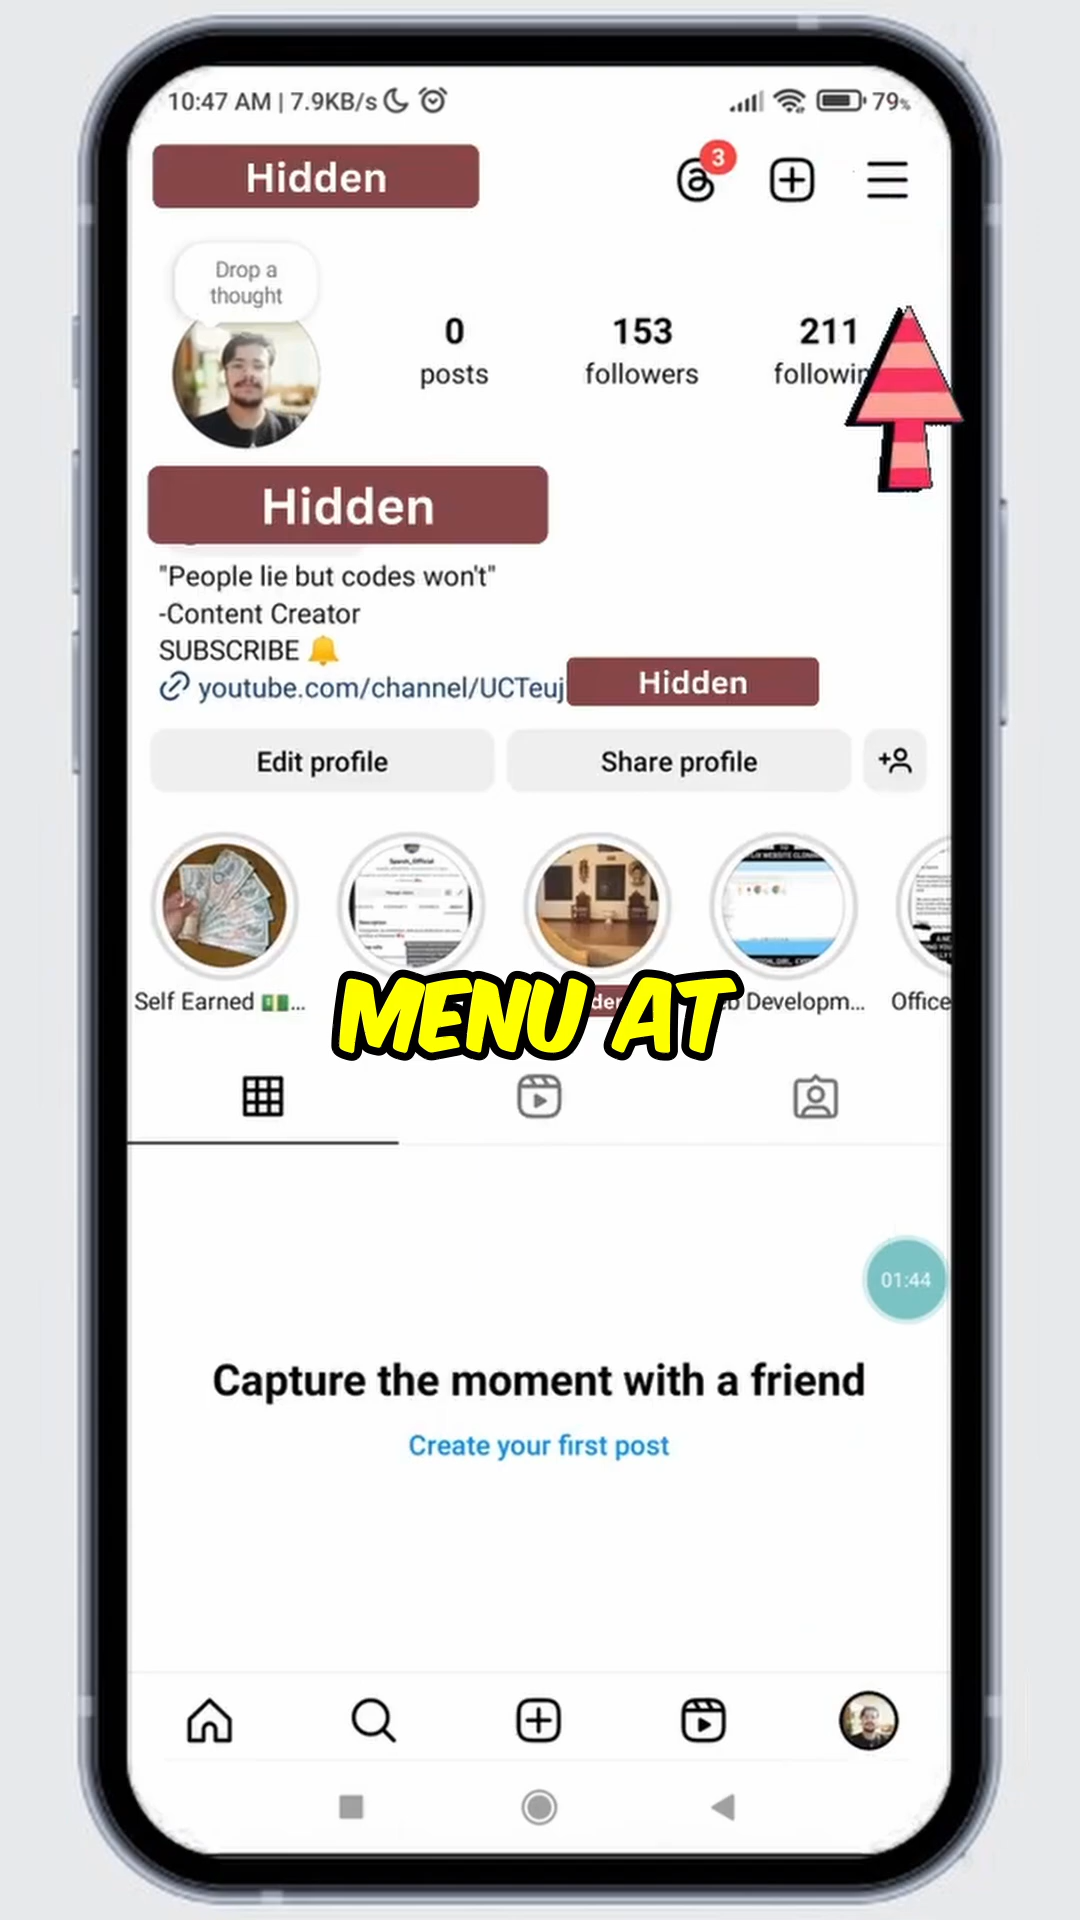 10:47 AM | 7.9KB/s
79%
Hidden
3
Drop a
thought
0
153
211
posts
followers
followin
Hidden
"People lie but codes won't"
-Content Creator
SUBSCRIBE 🔔
youtube.com/channel/UCTeuj
Hidden
Edit profile
Share profile
Self Earned 💵...
b Developm...
Office
MENU AT
01:44
Capture the moment with a friend
Create your first post